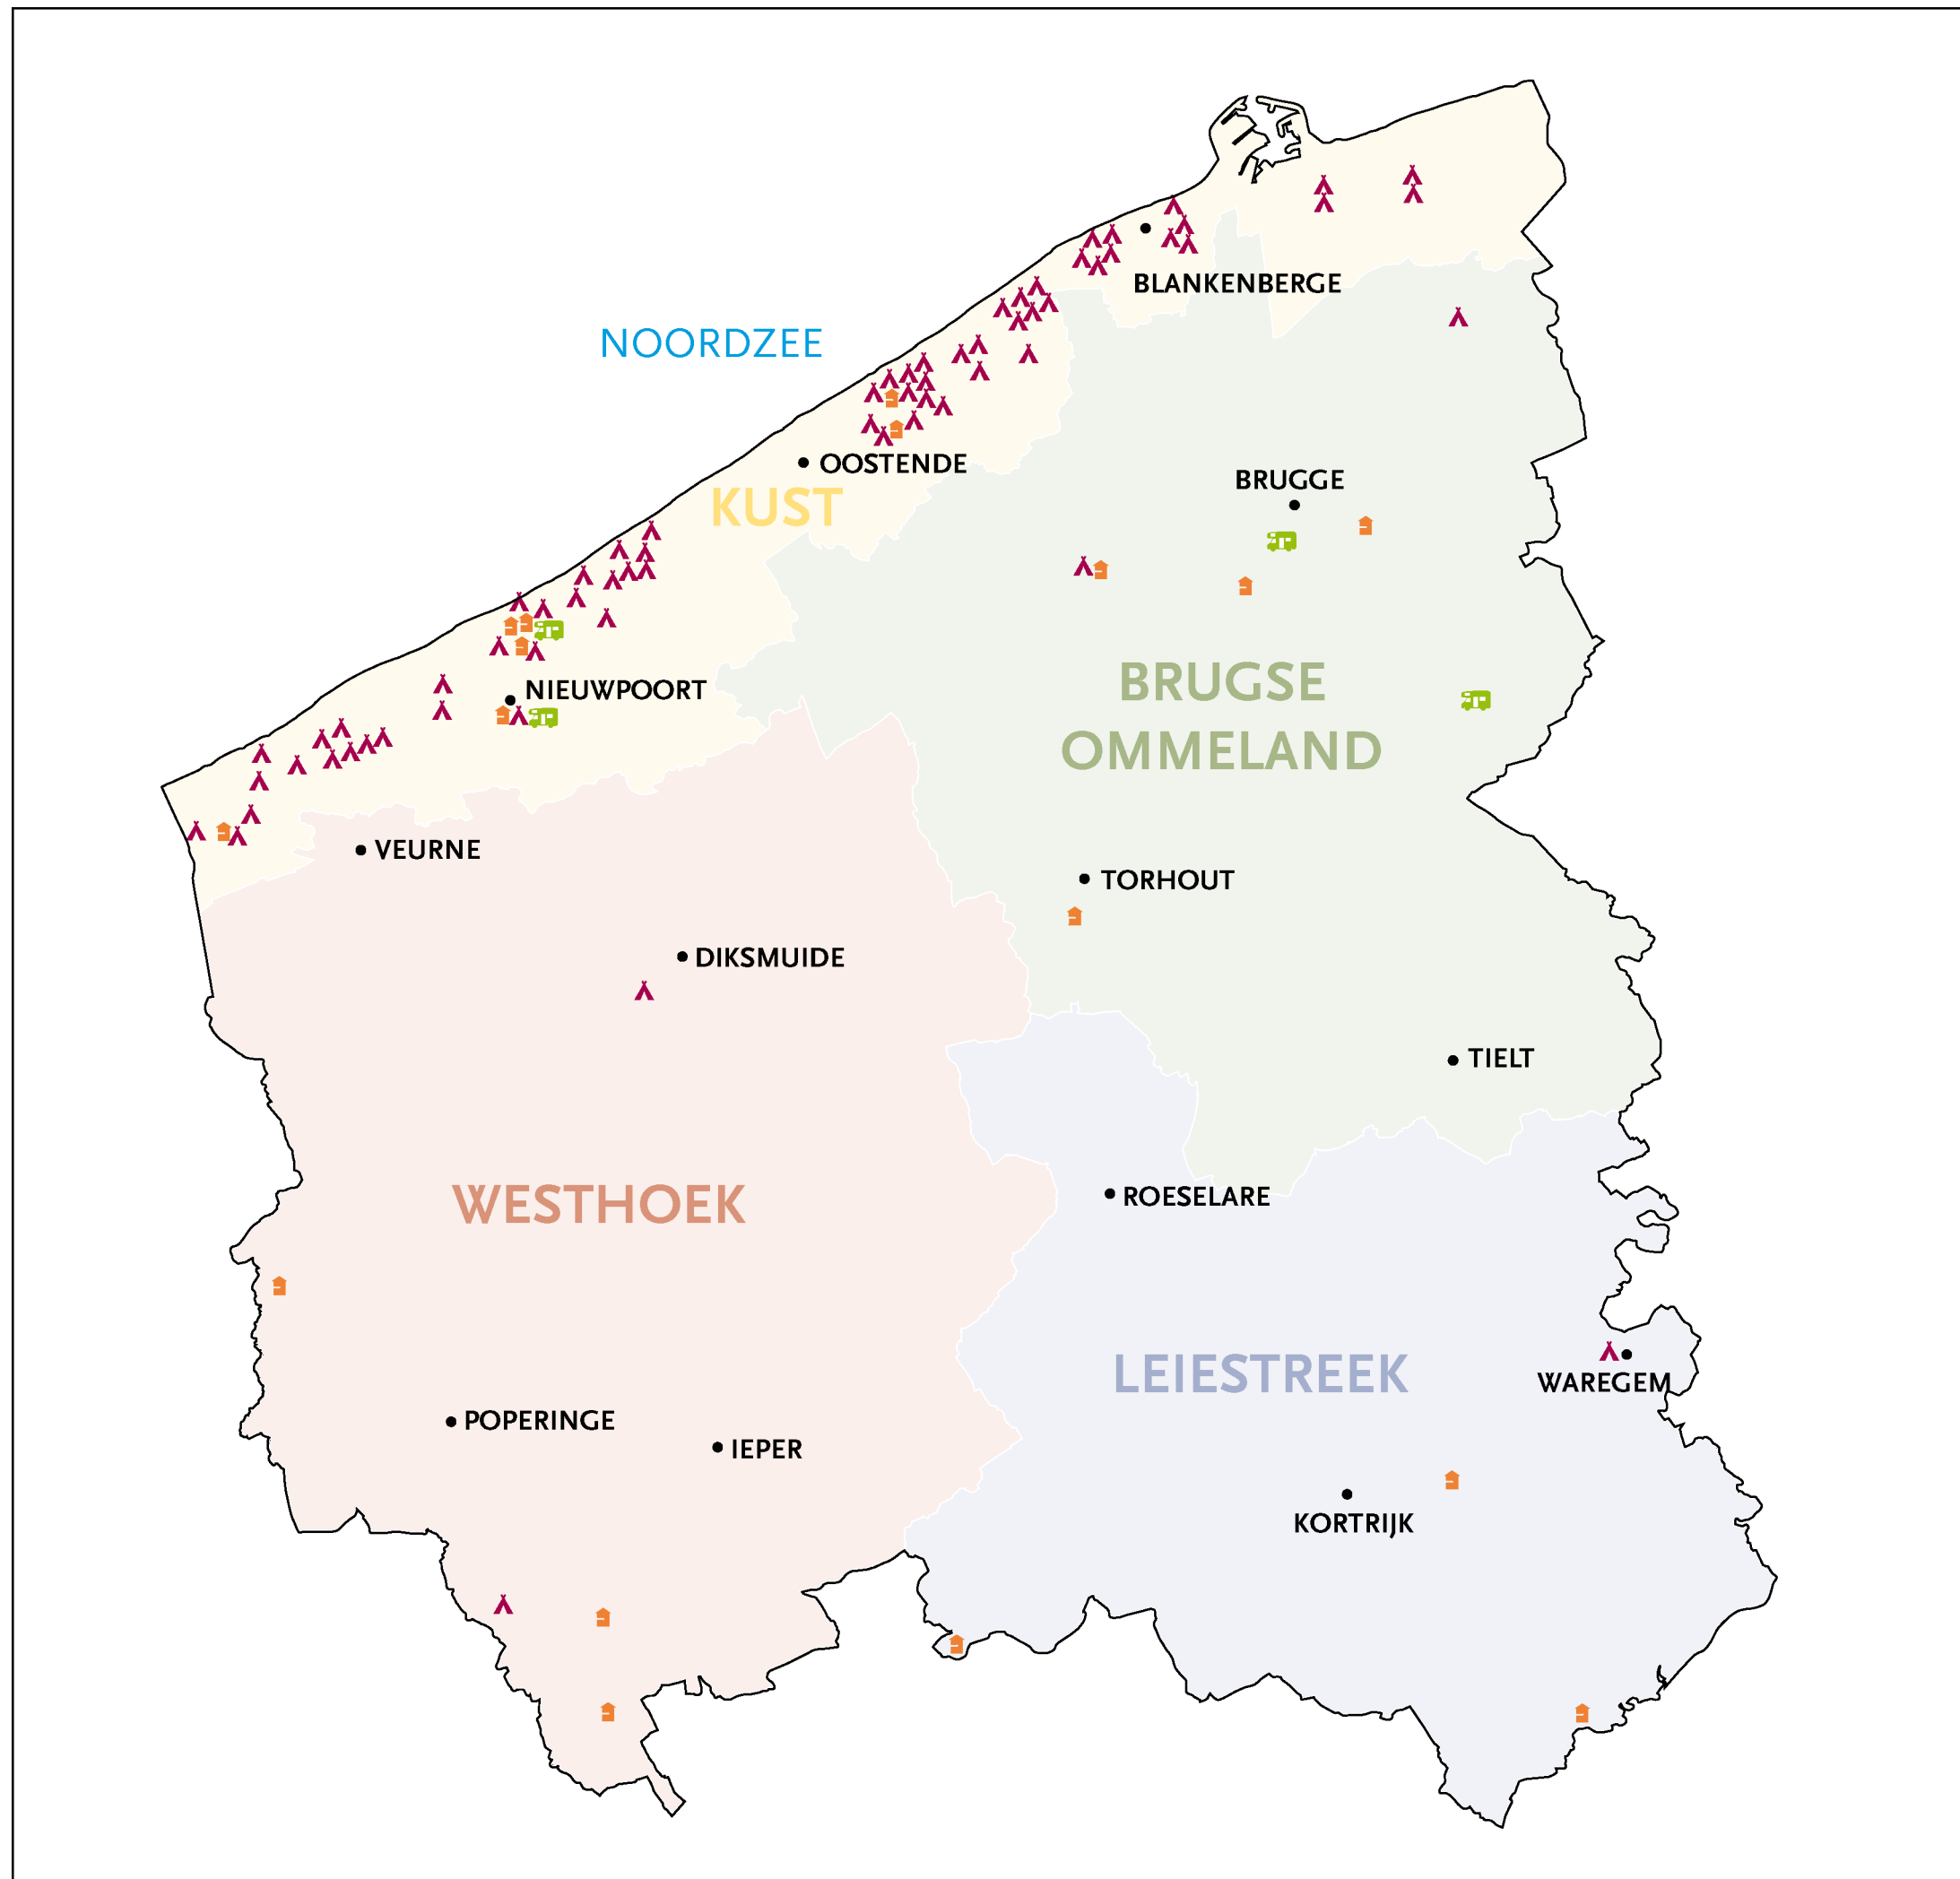 BLANKENBERGE
NOORDZEE
OOSTENDE
BRUGGE
KUST
BRUGSE
OMMELAND
NIEUWPOORT
VEURNE
TORHOUT
DIKSMUIDE
TIELT
WESTHOEK
ROESELARE
LEIESTREEK
WAREGEM
POPERINGE
IEPER
KORTRIJK